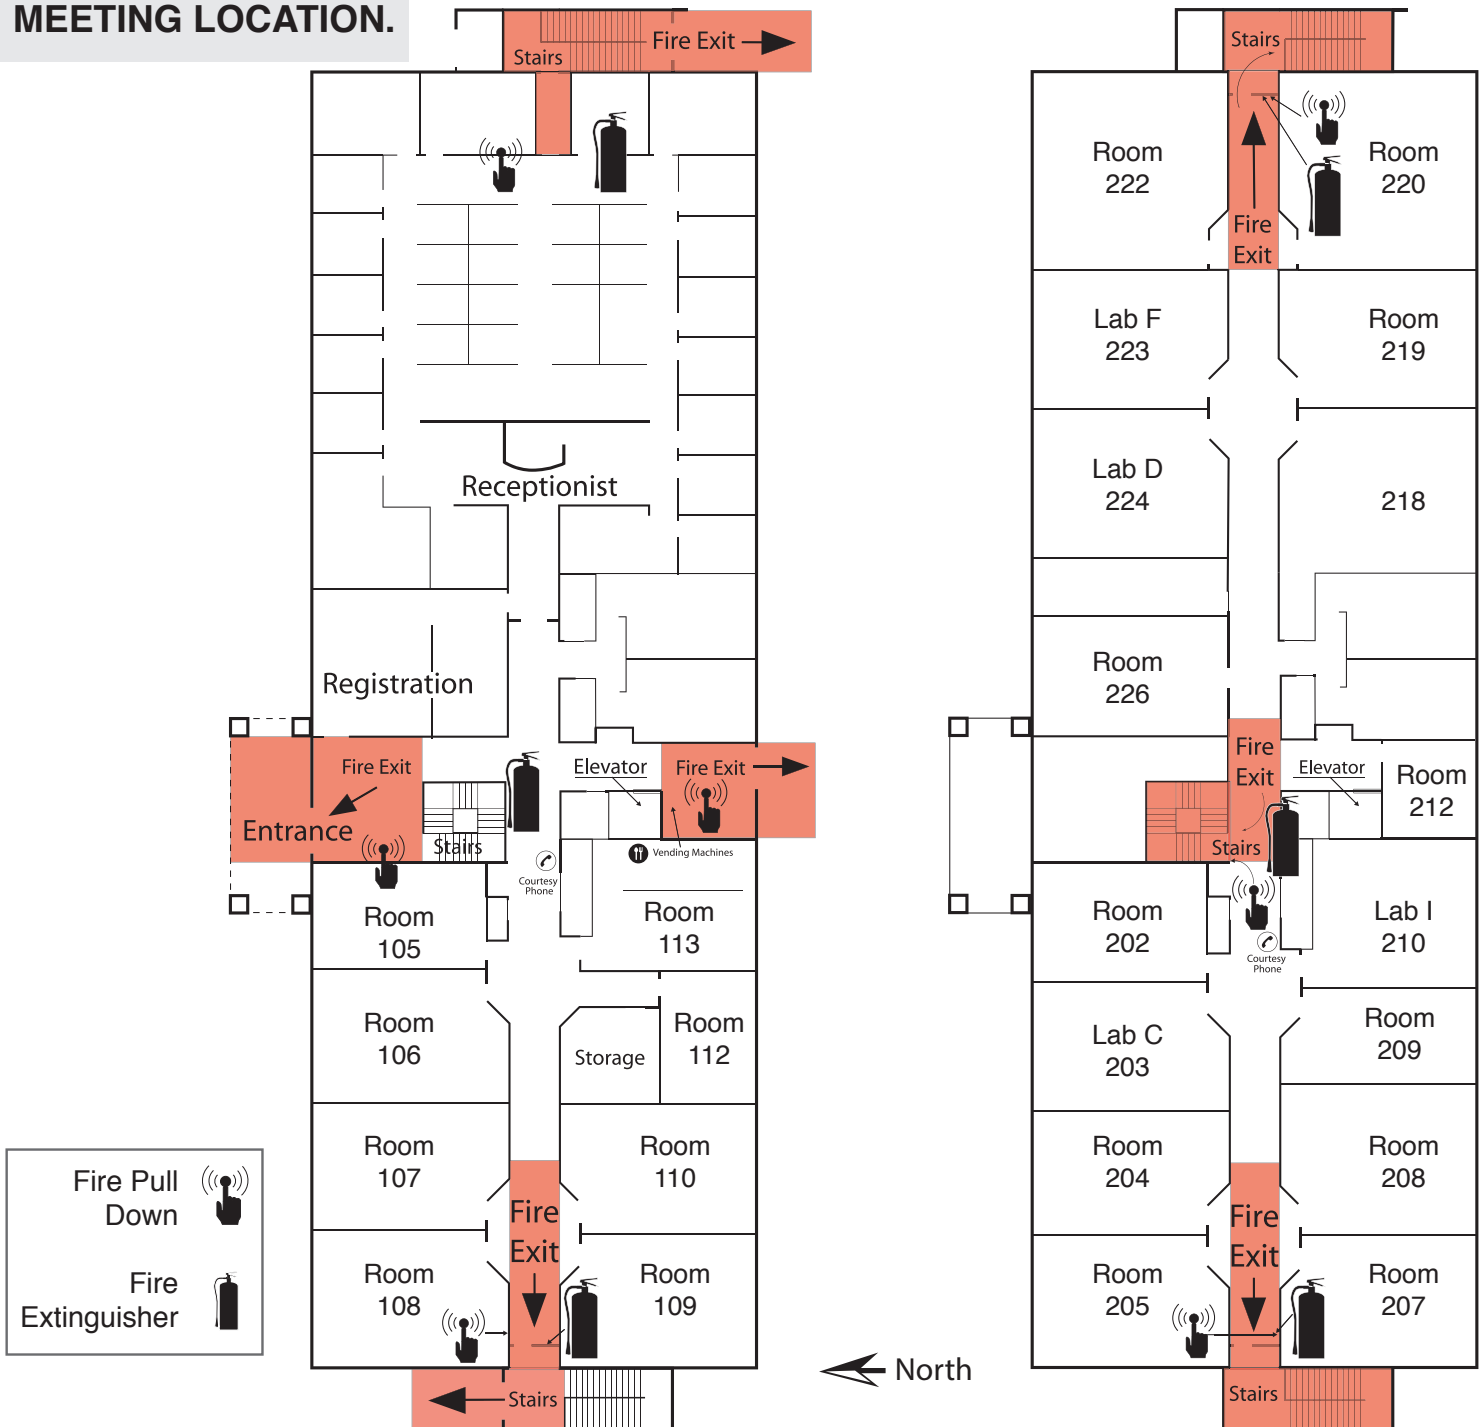 MEETING LOCATION.
Stairs
Fire Exit
Receptionist
Registration
Fire Exit
Entrance
Stairs
Elevator
Fire Exit
Vending Machines
Courtesy
Phone
Room
105
Room
113
Room
106
Storage
Room
112
Room
107
Room
110
Fire
Exit
Room
108
Room
109
Stairs
Fire Pull
Down
Fire
Extinguisher
North
Stairs
Room
222
Room
220
Fire
Exit
Lab F
223
Room
219
Lab D
224
218
Room
226
Fire
Exit
Elevator
Room
212
Stairs
Room
202
Lab I
210
Courtesy
Phone
Lab C
203
Room
209
Room
204
Room
208
Fire
Exit
Room
205
Room
207
Stairs